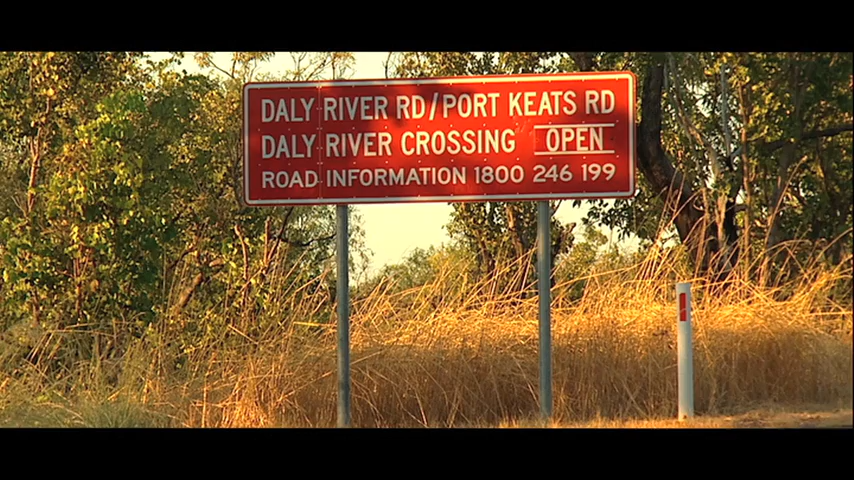 DALY RIVER RD/PORT KEATS RD
DALY RIVER CROSSING OPEN
ROAD INFORMATION 1800 246 199